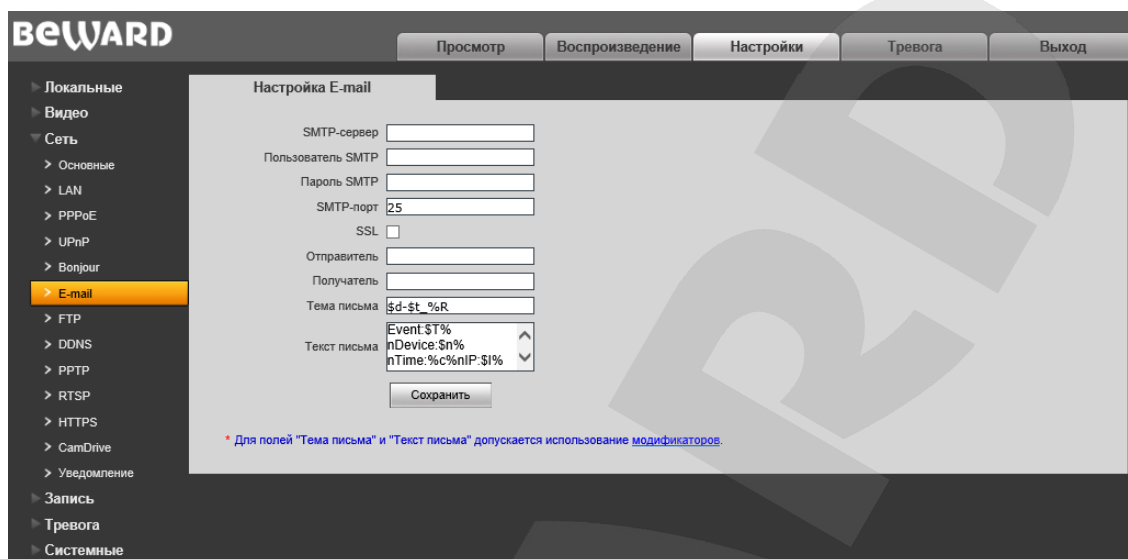 BEWARD
Просмотр
Воспроизведение
Настройки
Тревога
Выход
Локальные
Видео
Сеть
Основные
LAN
PPPoE
UPnP
Bonjour
E-mail
FTP
DDNS
PPTP
RTSP
HTTPS
CamDrive
Уведомление
Запись
Тревога
Системные
Настройка E-mail
SMTP-сервер
Пользователь SMTP
Пароль SMTP
SMTP-порт 25
SSL
Отправитель
Получатель
Тема письма $d-$t_%R
Текст письма
Event:$T%
nDevice:$n%
nTime:%c%nIP:$I%
Сохранить
* Для полей "Тема письма" и "Текст письма" допускается использование модификаторов.